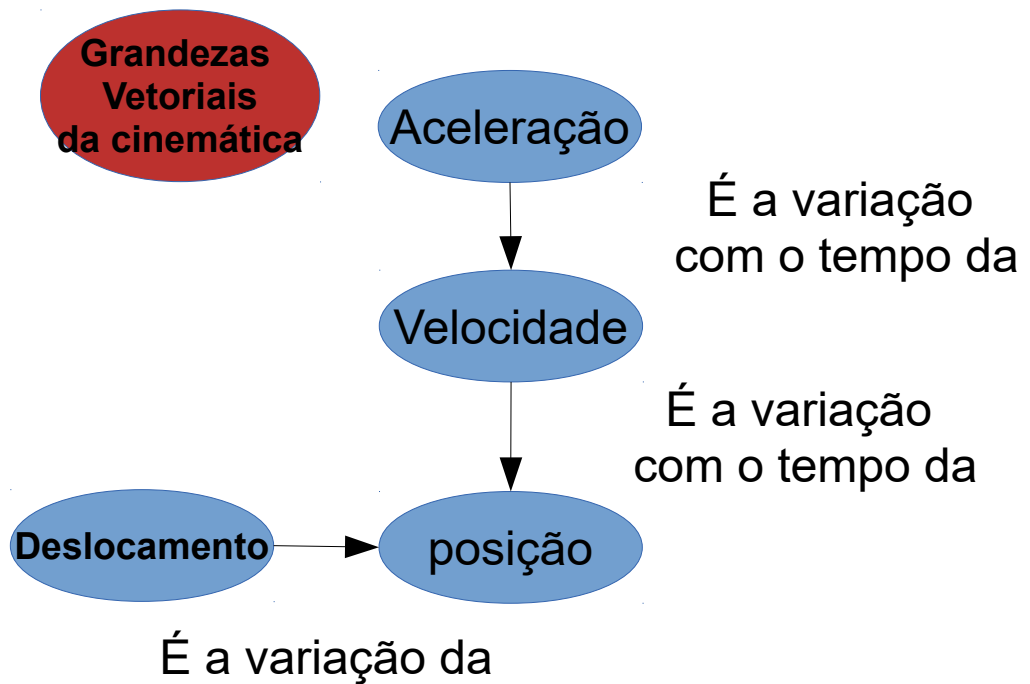 Grandezas
Vetoriais
da cinemática
Aceleração
É a variação
com o tempo da
Velocidade
É a variação
com o tempo da
Deslocamento
posição
É a variação da